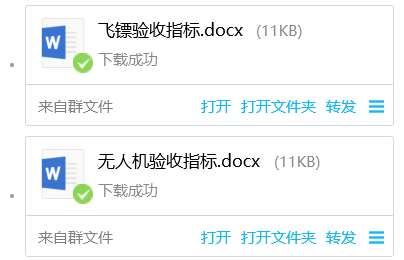 飞镖验收指标.docx (11KB)
W
下载成功
来自群文件 打开 打开文件夹 转发
无人机验收指标.docx (11KB)
W
下载成功
来自群文件 打开 打开文件夹 转发